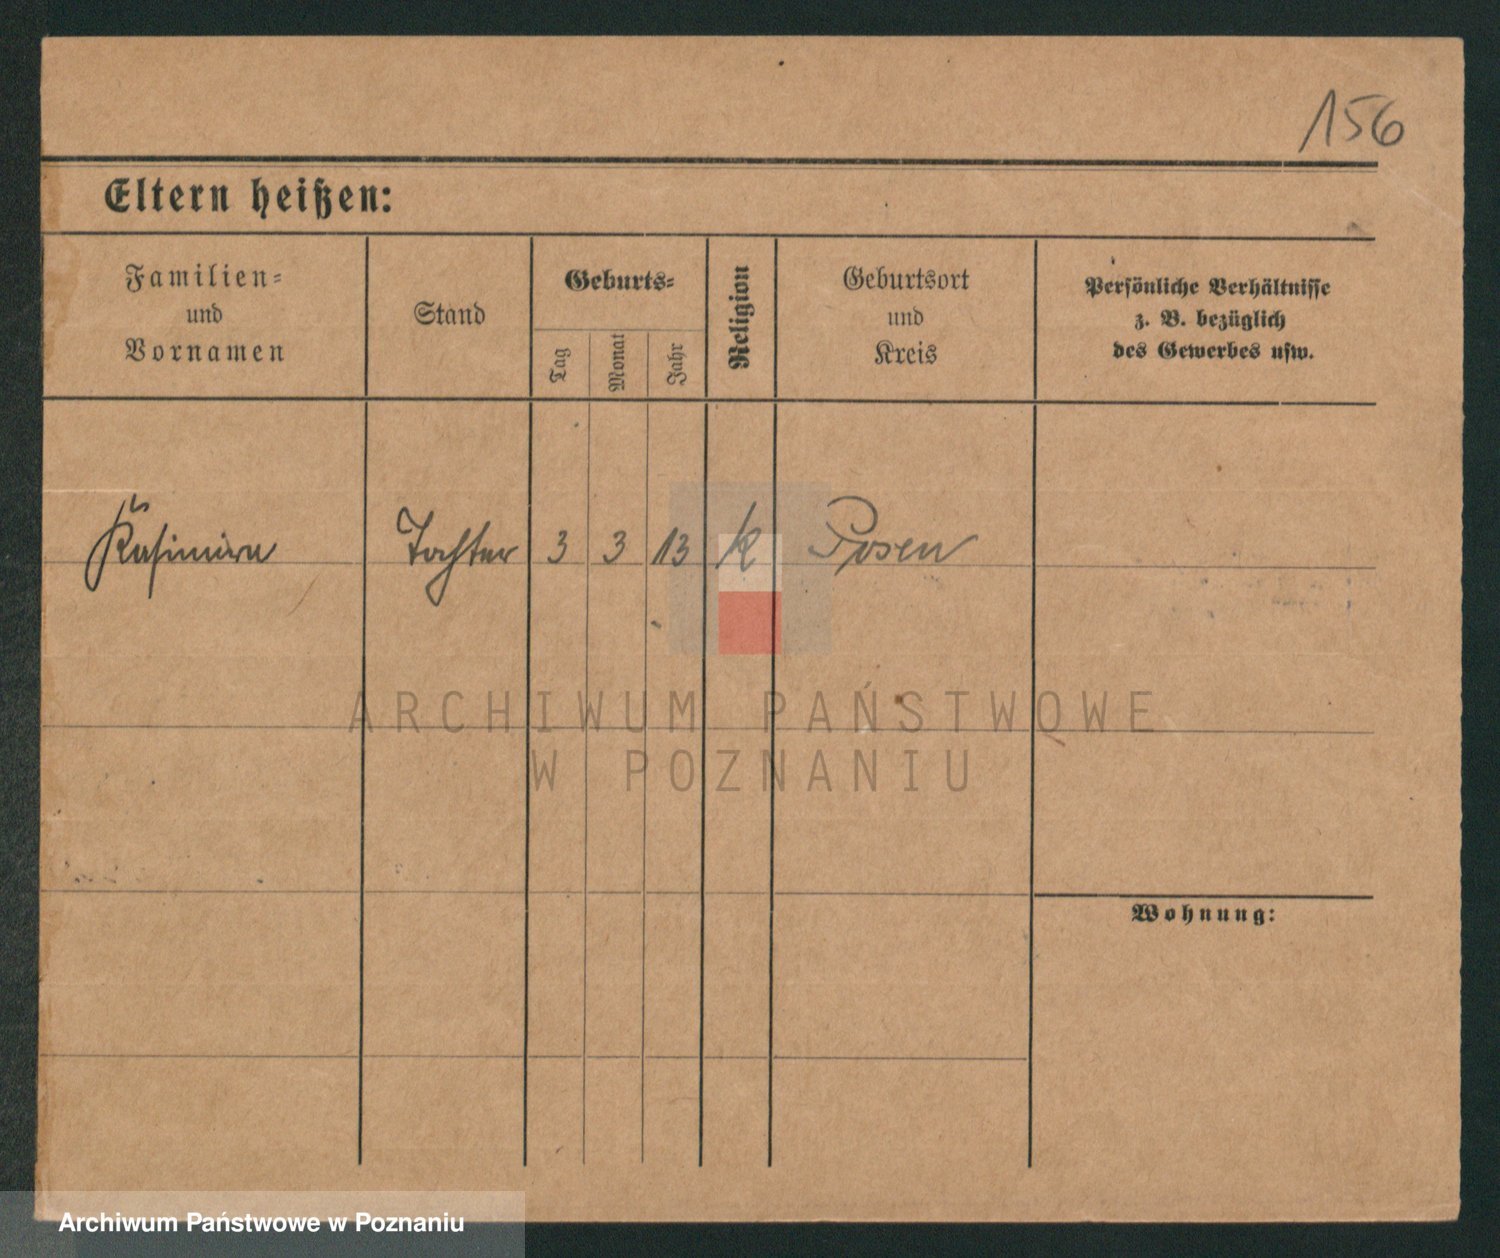 156
Eltern heißen:
Familien-
und
Vornamen
Stand
Geburts-
Tag
Monat
Jahr
Religion
Geburtsort
und
Kreis
Persönliche Verhältnisse
z. B. bezüglich
des Gewerbes usw.
Kasimira Tochter 3 3 13 k Posen
ARCHIWUM PAŃSTWOWE
W POZNANIU
Wohnung:
Archiwum Państwowe w Poznaniu